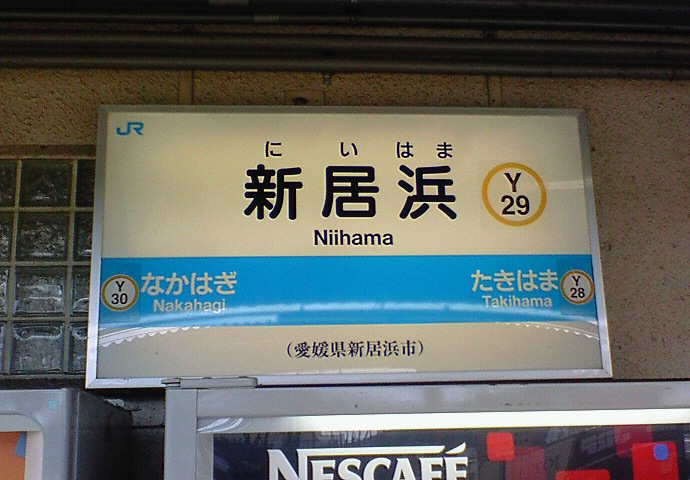 JR
にいはま
新居浜
Y
29
Niihama
Y
30
なかはぎ
Nakahagi
たきはま
Takihama
Y
28
（愛媛県新居浜市）
NESCAFÉ